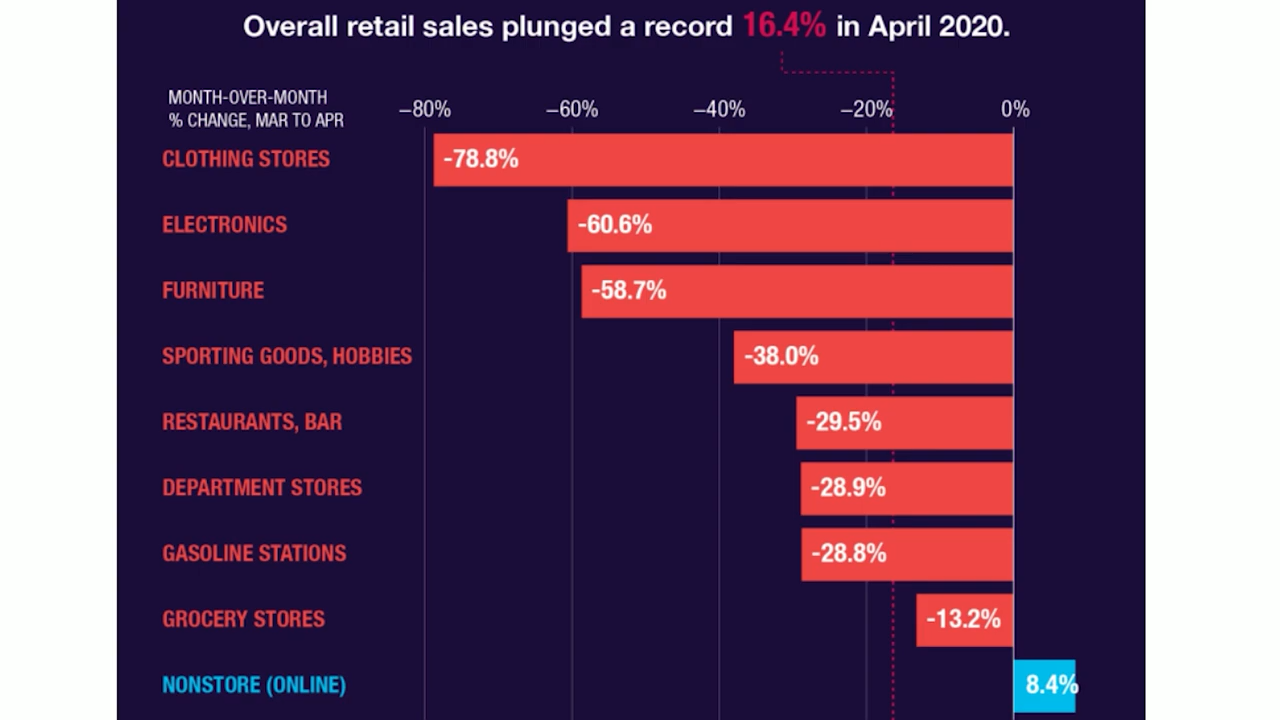 Overall retail sales plunged a record 16.4% in April 2020.
MONTH-OVER-MONTH
% CHANGE, MAR TO APR
–80% –60% –40% –20% 0%
CLOTHING STORES -78.8%
ELECTRONICS -60.6%
FURNITURE -58.7%
SPORTING GOODS, HOBBIES -38.0%
RESTAURANTS, BAR -29.5%
DEPARTMENT STORES -28.9%
GASOLINE STATIONS -28.8%
GROCERY STORES -13.2%
NONSTORE (ONLINE) 8.4%